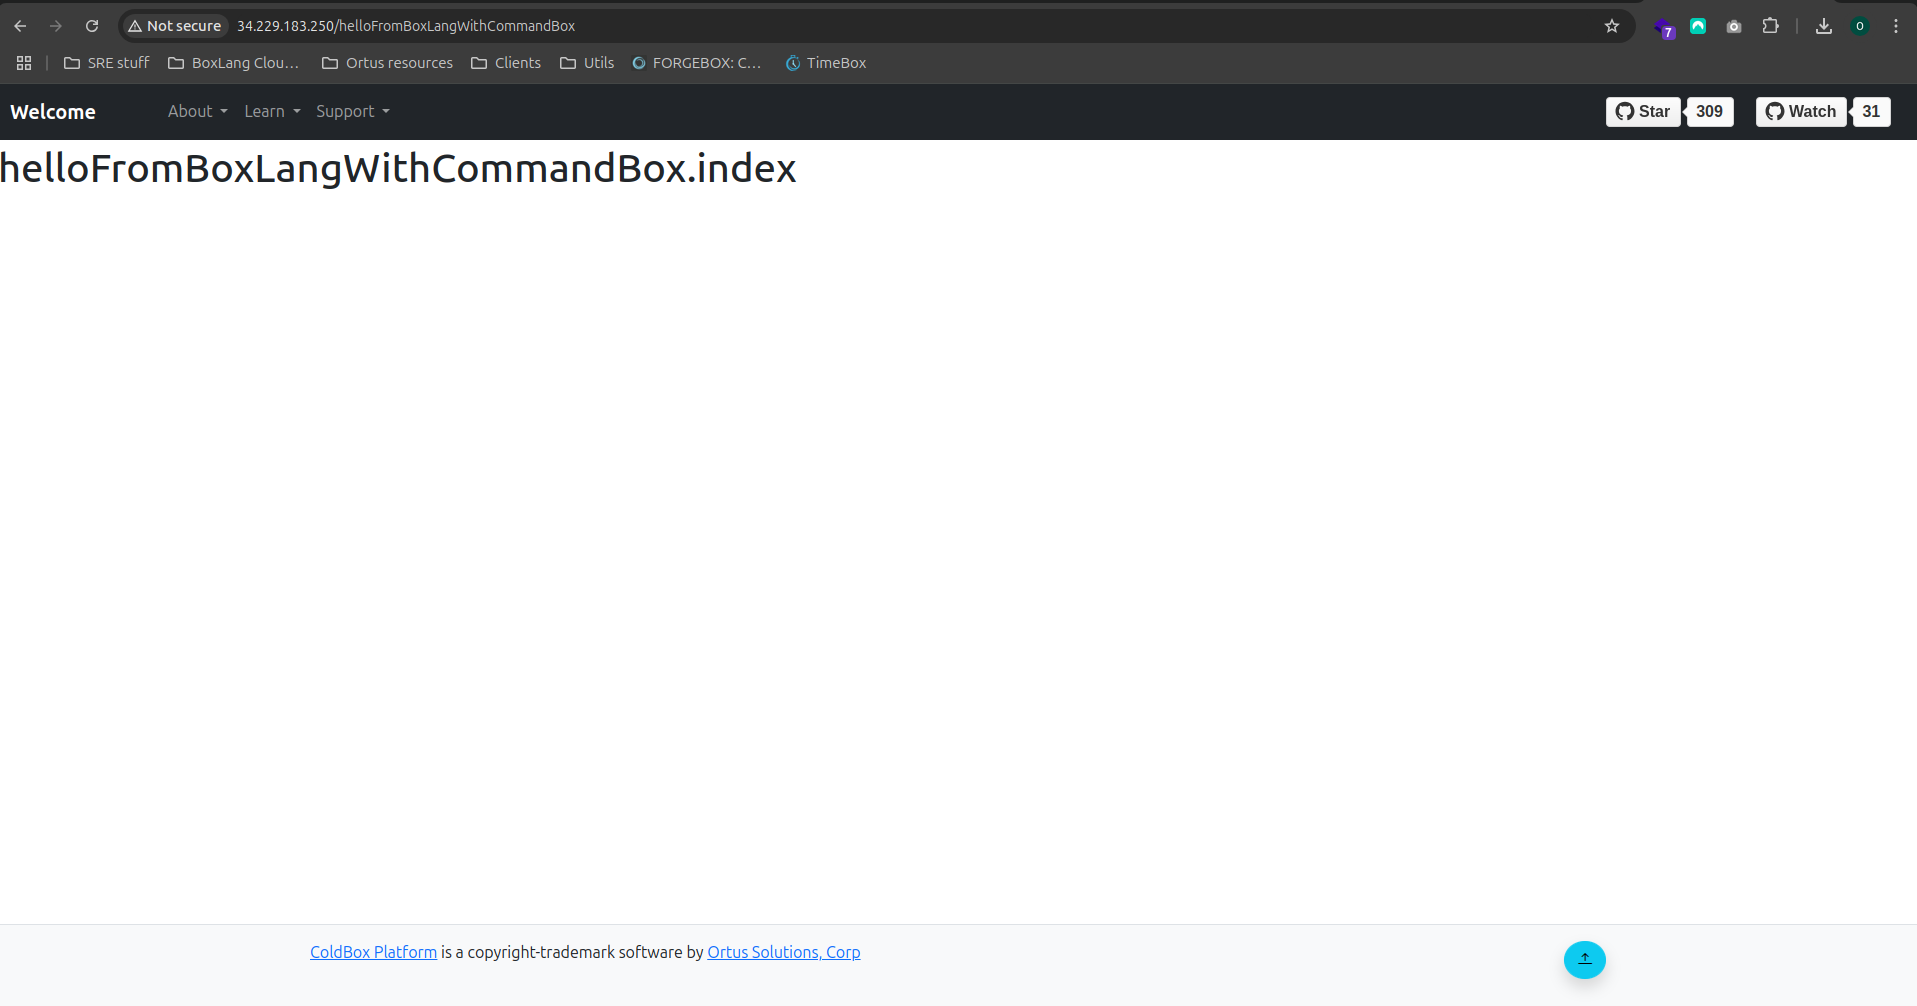 Not secure 34.229.183.250/helloFromBoxLangWithCommandBox 7 O
SRE stuff BoxLang Clou... Ortus resources Clients Utils FORGEBOX: C... TimeBox
Welcome About Learn Support Star 309 Watch 31
helloFromBoxLangWithCommandBox.index
ColdBox Platform is a copyright-trademark software by Ortus Solutions, Corp